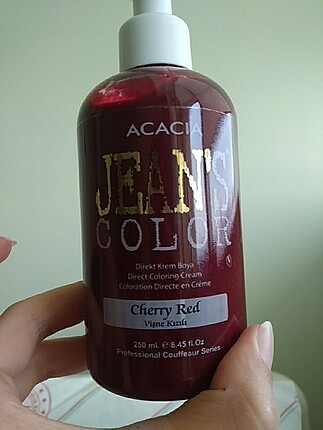 ACACIA
JEAN'S
COLOR
Direkt Krem Boya
Direct Coloring Cream
Coloration Directe en Crème
Cherry Red
Vişne Kızılı
250 mL e 8.45 fl.Oz
Professional Couffeaur Series